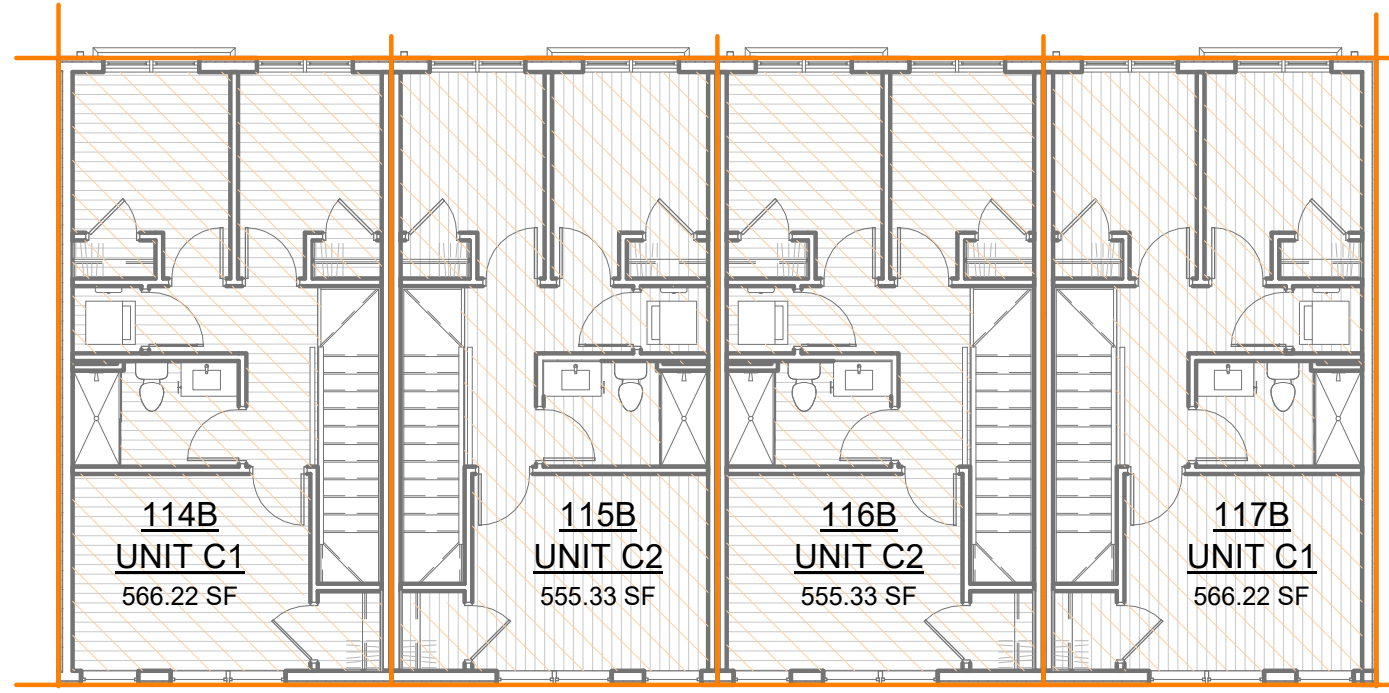 114B
UNIT C1
566.22 SF
115B
UNIT C2
555.33 SF
116B
UNIT C2
555.33 SF
117B
UNIT C1
566.22 SF